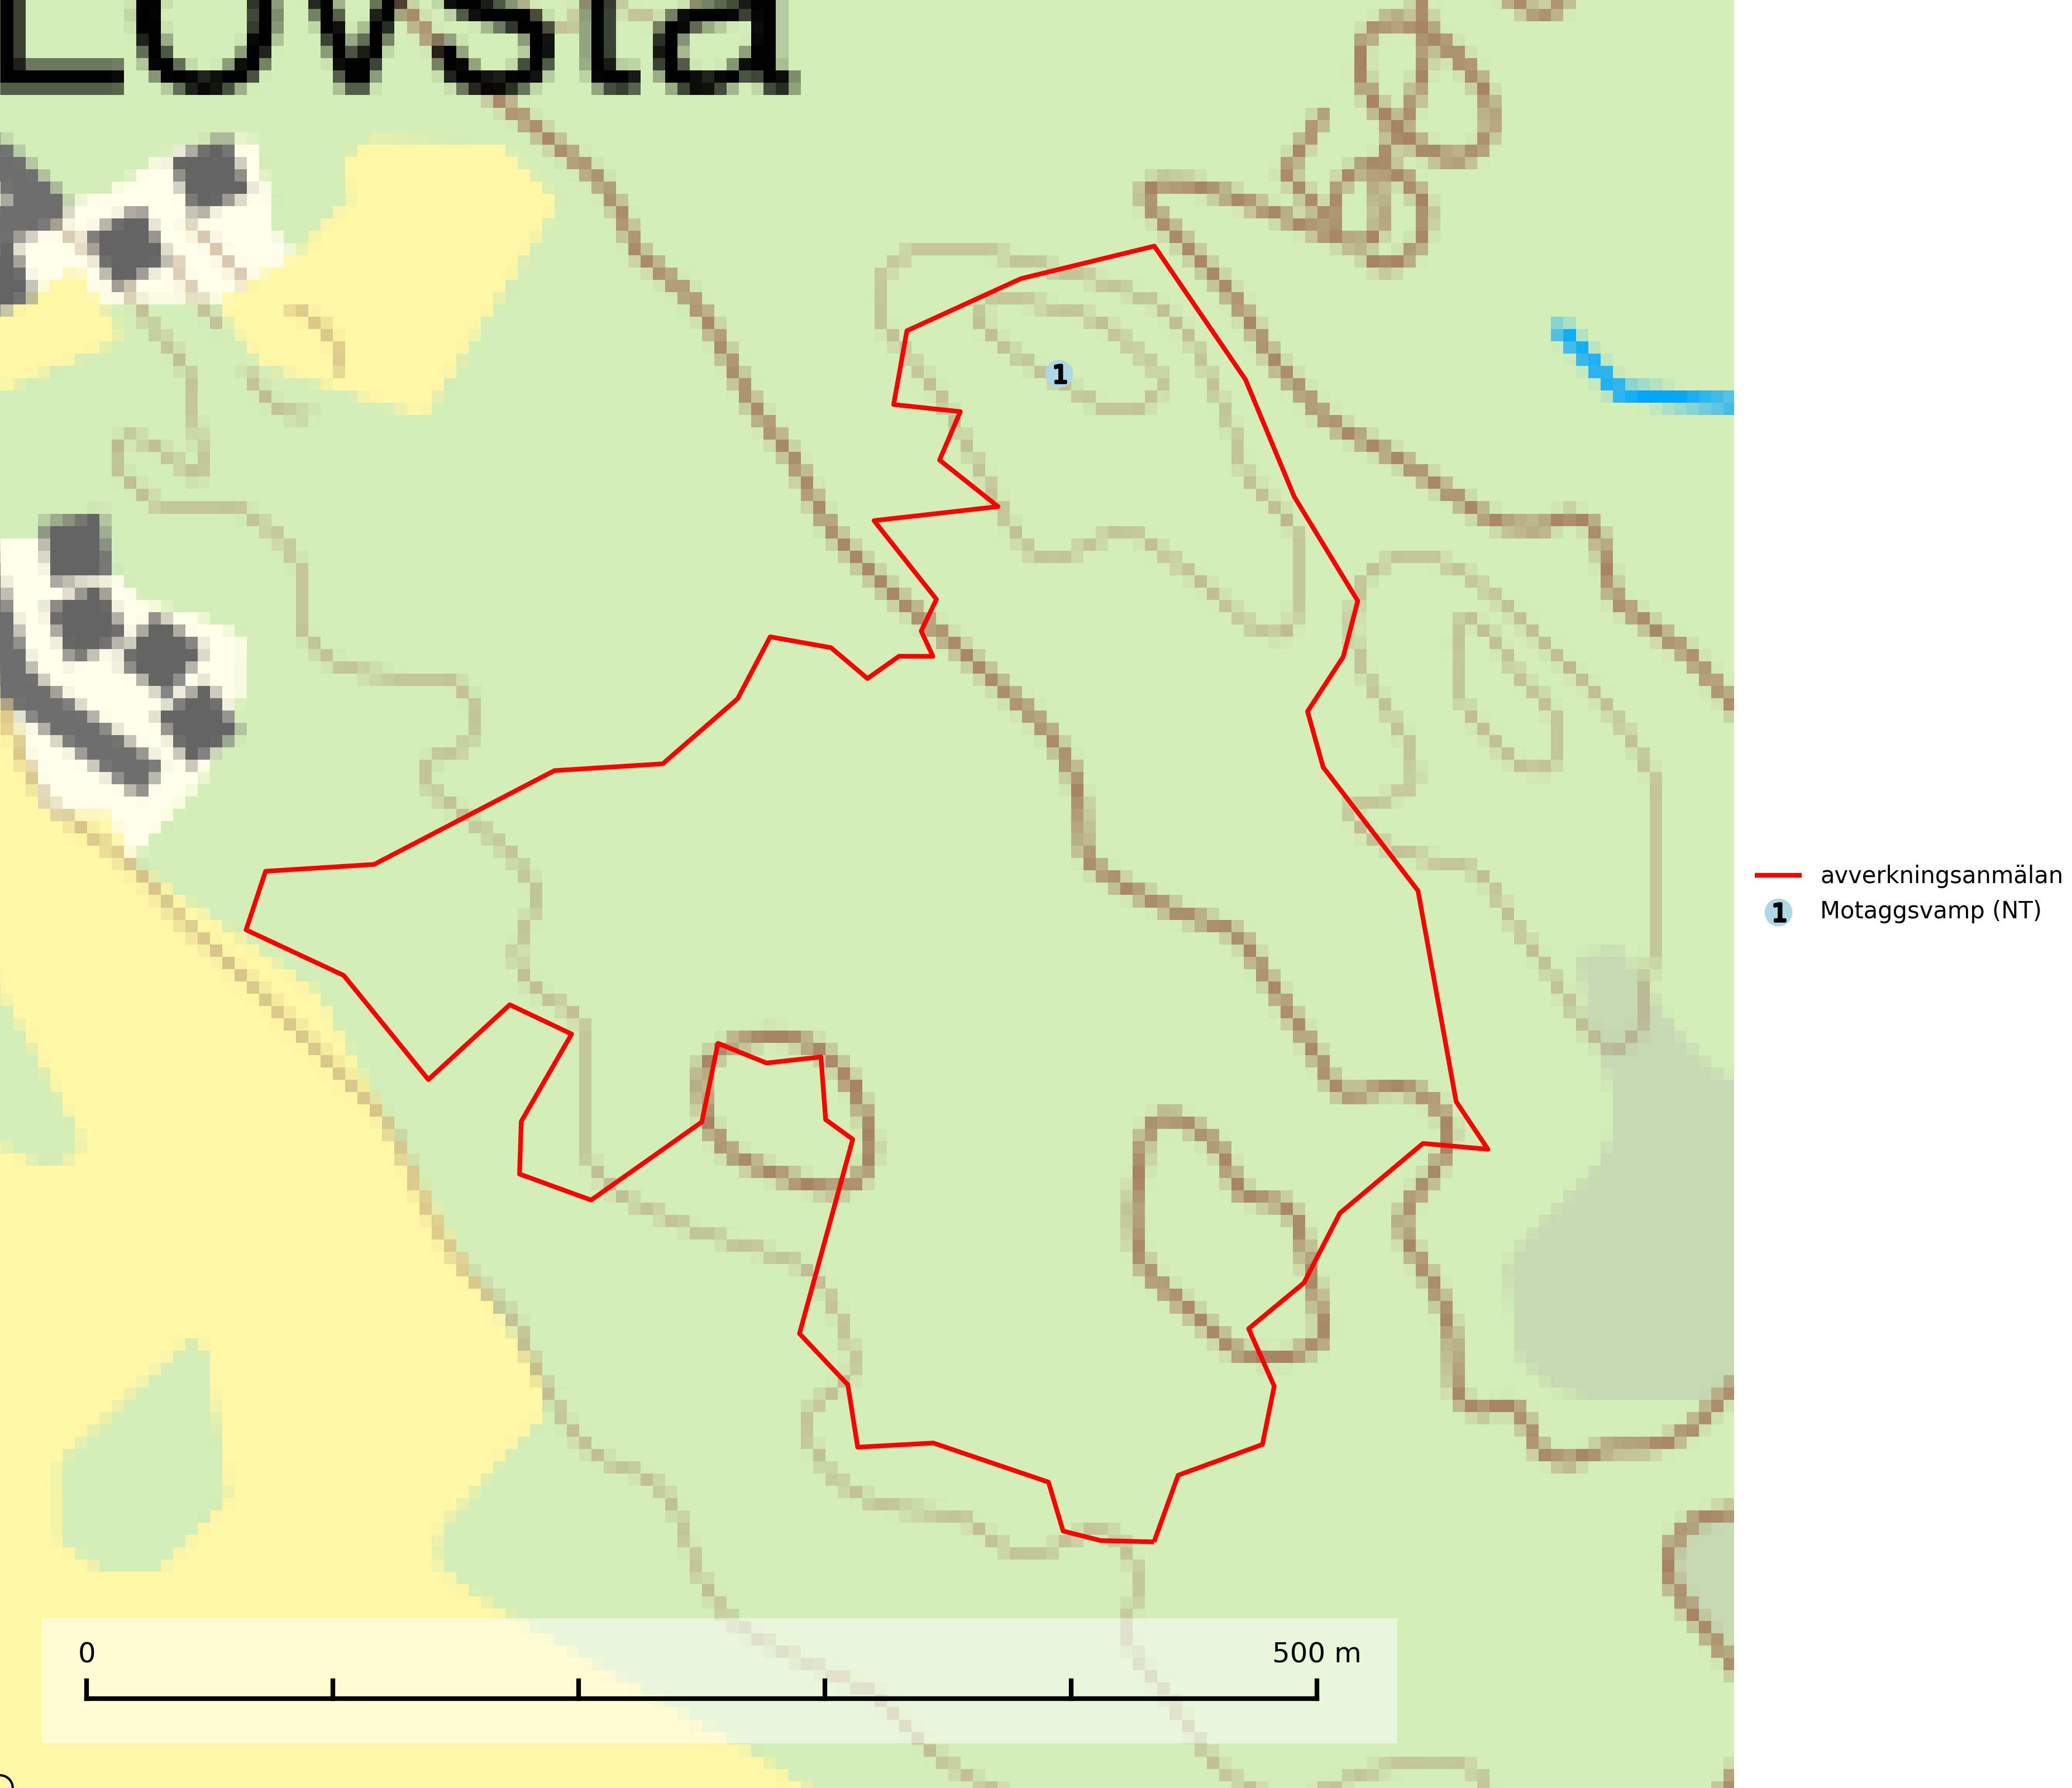 Lövsta
1
avverkningsanmälan
1 Motaggsvamp (NT)
0 500 m